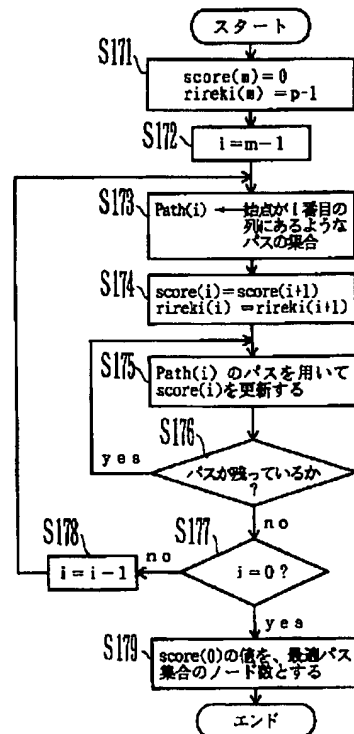 スタート
S171
score(m)=0
rireki(m) =p-1
S172
i=m-1
S173
Path(i) ← 始点が i 番目の
列にあるような
パスの集合
S174
score(i)=score(i+1)
rireki(i) =rireki(i+1)
S175
Path(i) のパスを用いて
score(i)を更新する
S176
yes
パスが残っているか
?
no
S177
S178
i=i-1
no
i=0?
yes
S179
score(0)の値を、最適パス
集合のノード数とする
エンド